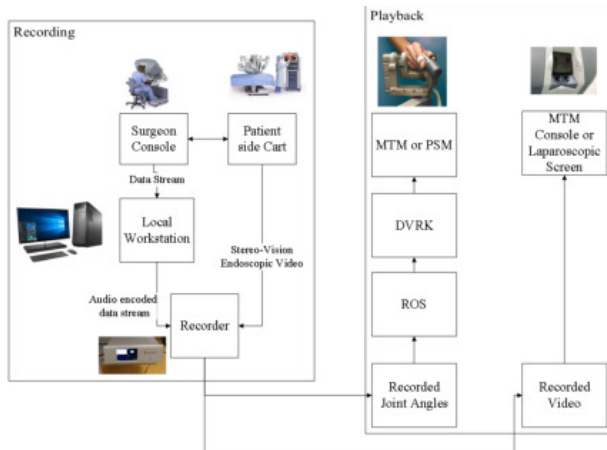 Recording
Surgeon
Console
Patient
side Cart
Data Stream
Local
Workstation
Stereo-Vision
Endoscopic Video
Audio encoded
data stream
Recorder
Playback
MTM or PSM
DVRK
ROS
Recorded
Joint Angles
MTM
Console or
Laparoscopic
Screen
Recorded
Video